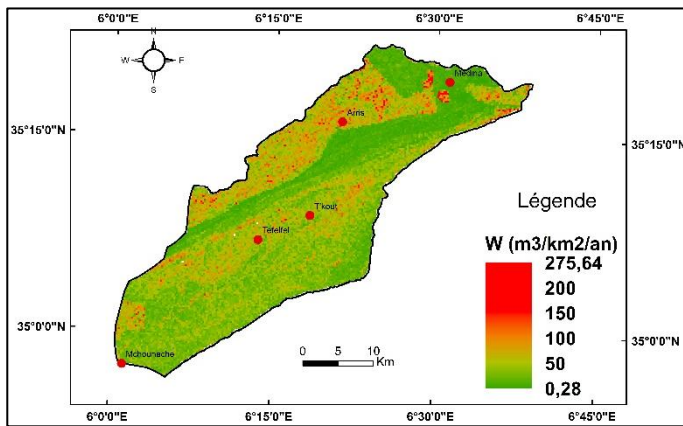 6°0'0"E 6°15'0"E 6°30'0"E 6°45'0"E
N
W E
S
Medina
Arris
35°15'0"N 35°15'0"N
T'kout
Tefelfel
Légende
W (m3/km2/an)
275,64
200
150
100
50
0,28
35°0'0"N 35°0'0"N
Mchounache
0 5 10
Km
6°0'0"E 6°15'0"E 6°30'0"E 6°45'0"E